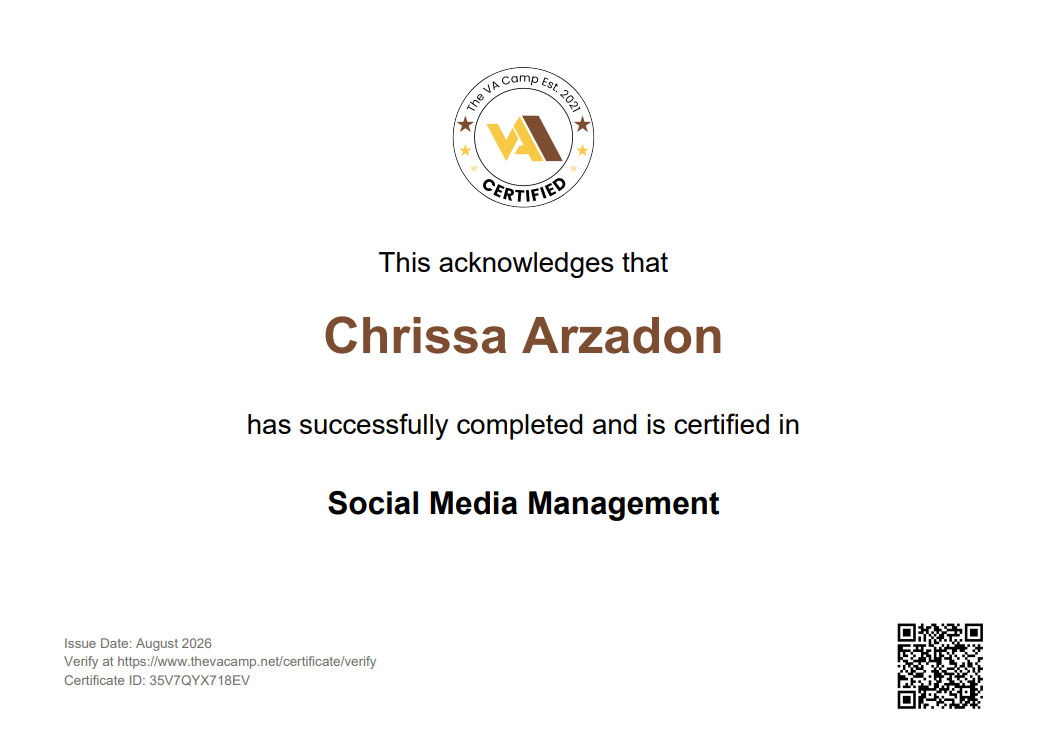 The VA Camp Est. 2021
VA
CERTIFIED
This acknowledges that
Chrissa Arzadon
has successfully completed and is certified in
Social Media Management
Issue Date: August 2026
Verify at https://www.thevacamp.net/certificate/verify
Certificate ID: 35V7QYX718EV